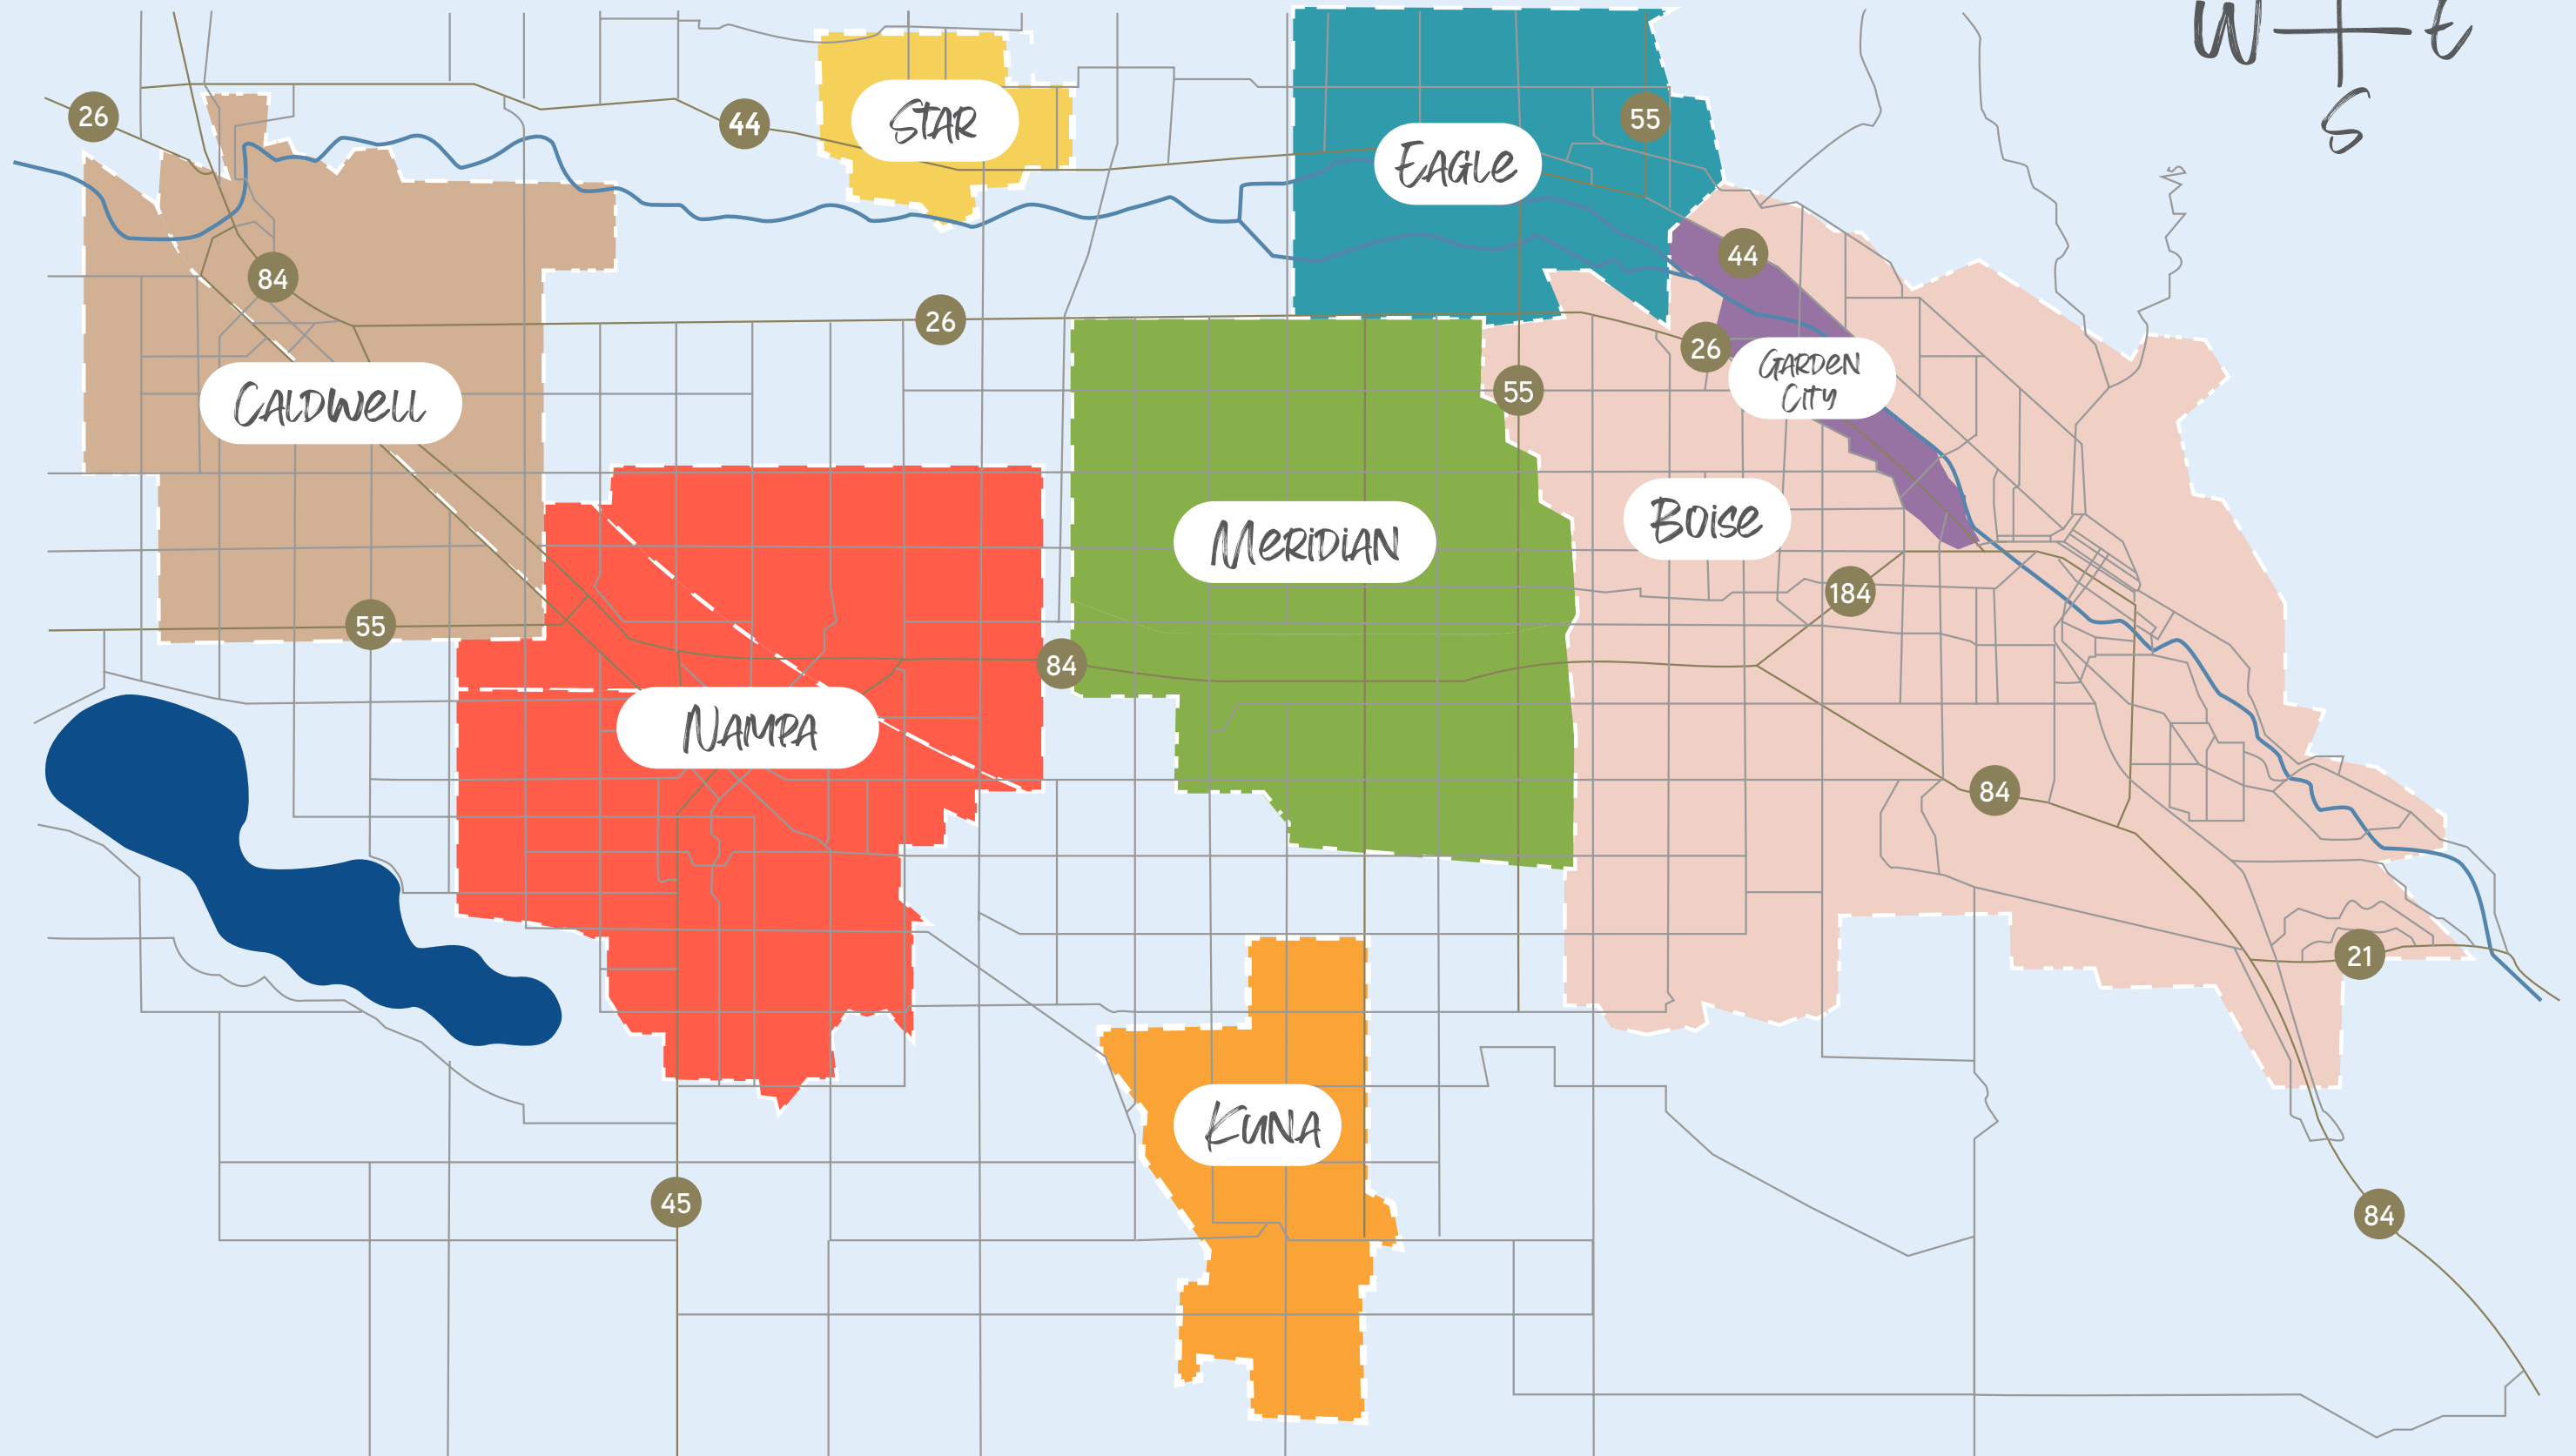 W E
S
26
44
STAR
55
EAGLE
44
84
26
26
GARDEN
CITY
55
CALDWELL
BOISE
MERIDIAN
184
55
84
NAMPA
84
21
KUNA
45
84